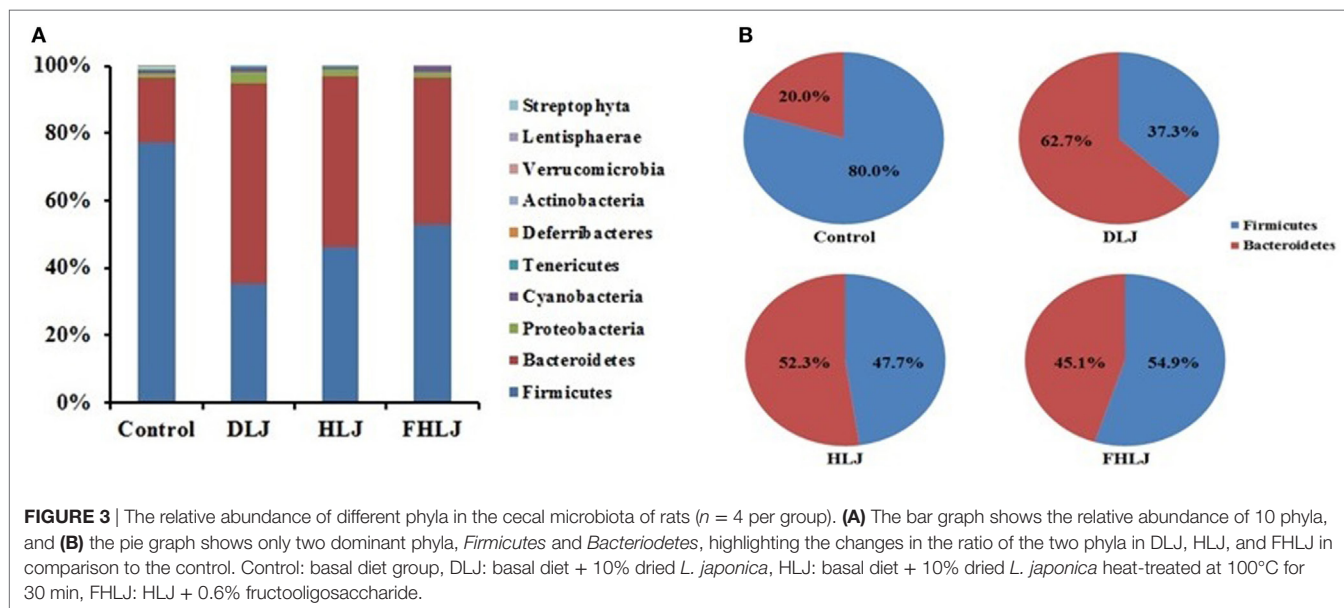 A
100%
80%
60%
40%
20%
0%
Control DLJ HLJ FHLJ
Streptophyta
Lentisphaerae
Verrucomicrobia
Actinobacteria
Deferribacteres
Tenericutes
Cyanobacteria
Proteobacteria
Bacteroidetes
Firmicutes
B
20.0%
80.0%
Control
62.7%
37.3%
DLJ
Firmicutes
Bacteroidetes
52.3%
47.7%
HLJ
45.1%
54.9%
FHLJ
FIGURE 3 | The relative abundance of different phyla in the cecal microbiota of rats (n = 4 per group). (A) The bar graph shows the relative abundance of 10 phyla,
and (B) the pie graph shows only two dominant phyla, Firmicutes and Bacteriodetes, highlighting the changes in the ratio of the two phyla in DLJ, HLJ, and FHLJ in
comparison to the control. Control: basal diet group, DLJ: basal diet + 10% dried L. japonica, HLJ: basal diet + 10% dried L. japonica heat-treated at 100°C for
30 min, FHLJ: HLJ + 0.6% fructooligosaccharide.